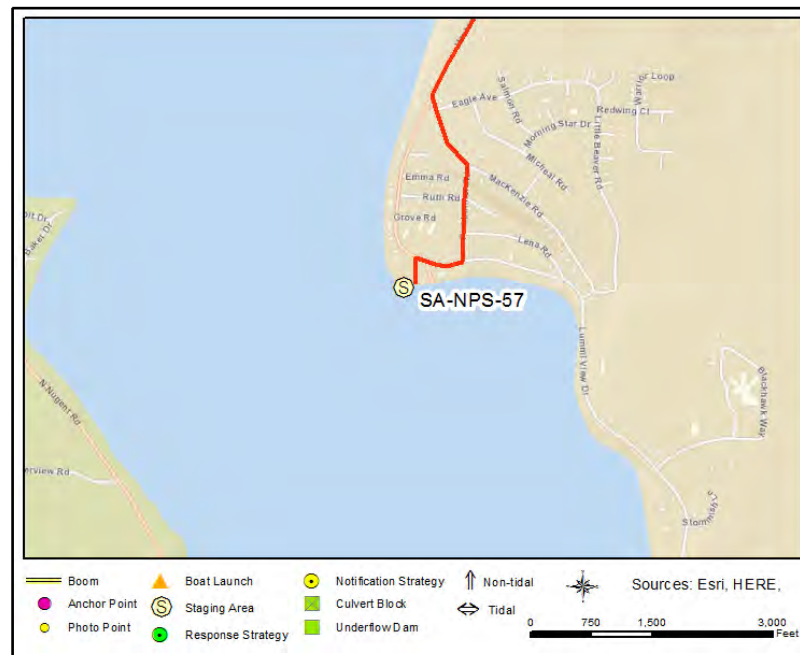 r Loop
Warrior
Eagle Ave
Salmon Rd
Redwing Ct
Morning Star Dr
Little Beaver Rd
Micheal Rd
Emma Rd
MacKenzie Rd
Ruth Rd
Grove Rd
Lena Rd
Baker Dr
S
SA-NPS-57
Lummi View Dr
N Nugent Rd
Blackhawk Way
erview Rd
Boom
Boat Launch
Notification Strategy
Non-tidal
Sources: Esri, HERE,
Anchor Point
S
Staging Area
Culvert Block
Tidal
Photo Point
Response Strategy
Underflow Dam
0 750 1,500 3,000
Feet